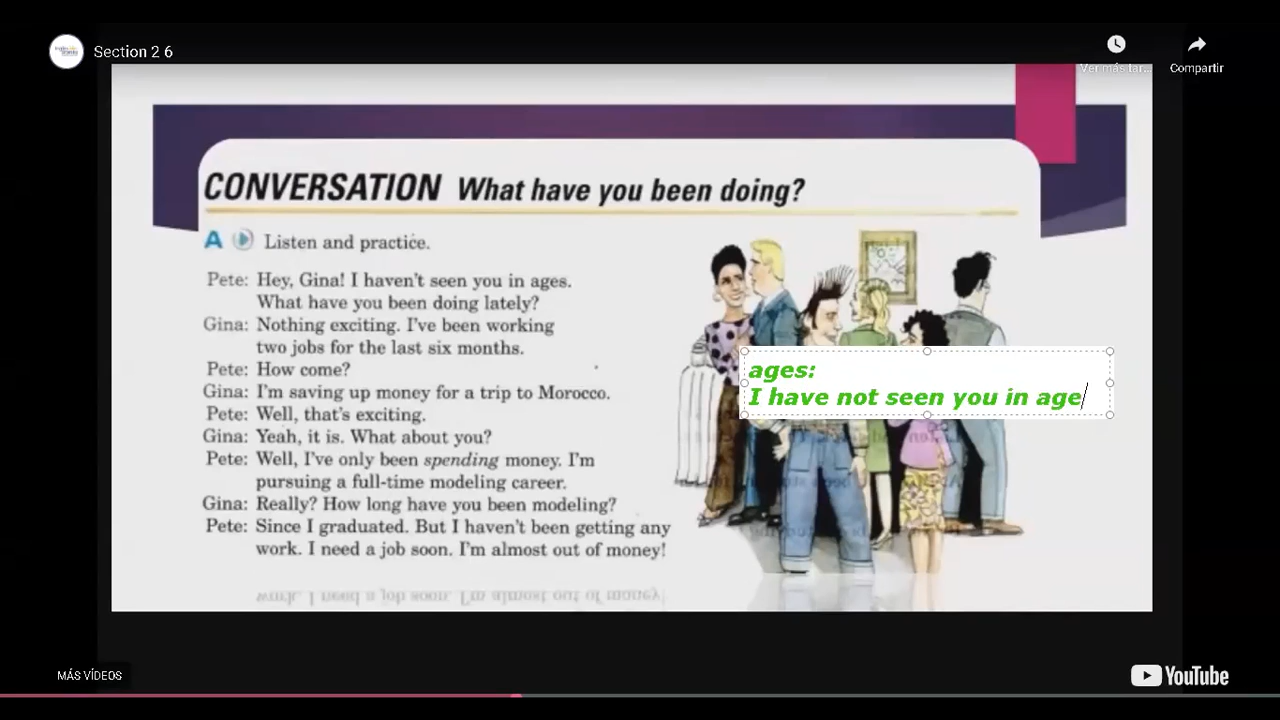 Section 2 6
Ver más tar...
Compartir
CONVERSATION What have you been doing?
A Listen and practice.
Pete: Hey, Gina! I haven't seen you in ages.
What have you been doing lately?
Gina: Nothing exciting. I've been working
two jobs for the last six months.
Pete: How come?
Gina: I'm saving up money for a trip to Morocco.
Pete: Well, that's exciting.
Gina: Yeah, it is. What about you?
Pete: Well, I've only been spending money. I'm
pursuing a full-time modeling career.
Gina: Really? How long have you been modeling?
Pete: Since I graduated. But I haven't been getting any
work. I need a job soon. I'm almost out of money!
ages:
I have not seen you in age
MÁS VÍDEOS
YouTube